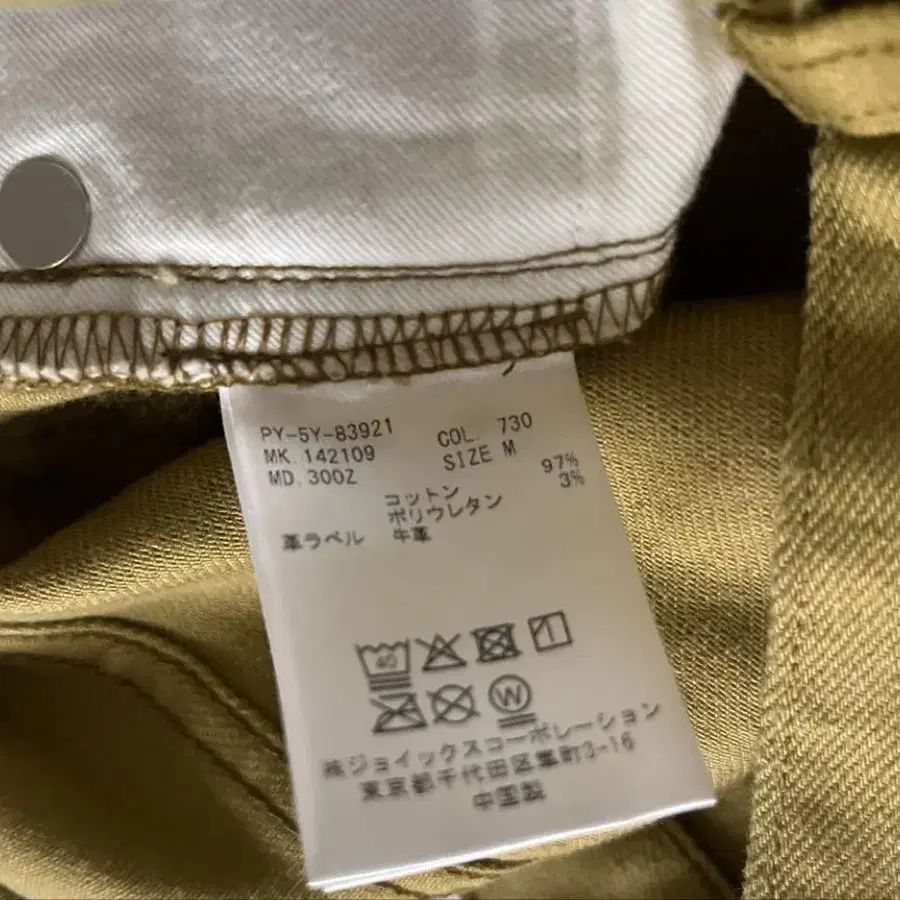 PY-5Y-83921 COL. 730
MK.142109 SIZE M
MD.300Z
コットン 97%
ポリウレタン 3%
革ラベル 牛革
40
W
㈱ジョイックスコーポレーション
東京都千代田区隼町3-16
中国製